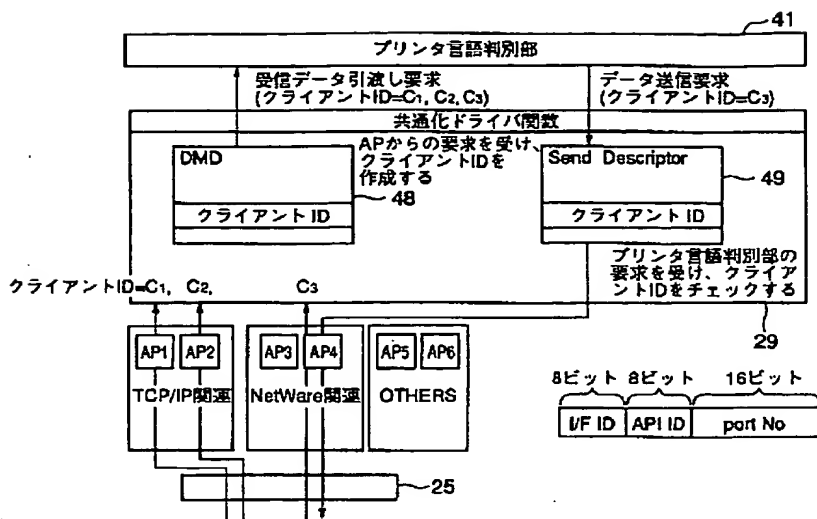 41
プリンタ言語判別部
受信データ引渡し要求
(クライアントID=C1, C2, C3)
データ送信要求
(クライアントID=C3)
共通化ドライバ関数
DMD
クライアント ID
APからの要求を受け、
クライアントIDを
作成する
48
Send Descriptor
クライアント ID
49
プリンタ言語判別部の
要求を受け、クライア
ントIDをチェックする
29
クライアントID=C1, C2, C3
AP1 AP2
TCP/IP関連
AP3 AP4
NetWare関連
AP5 AP6
OTHERS
25
8ビット 8ビット 16ビット
I/F ID API ID port No